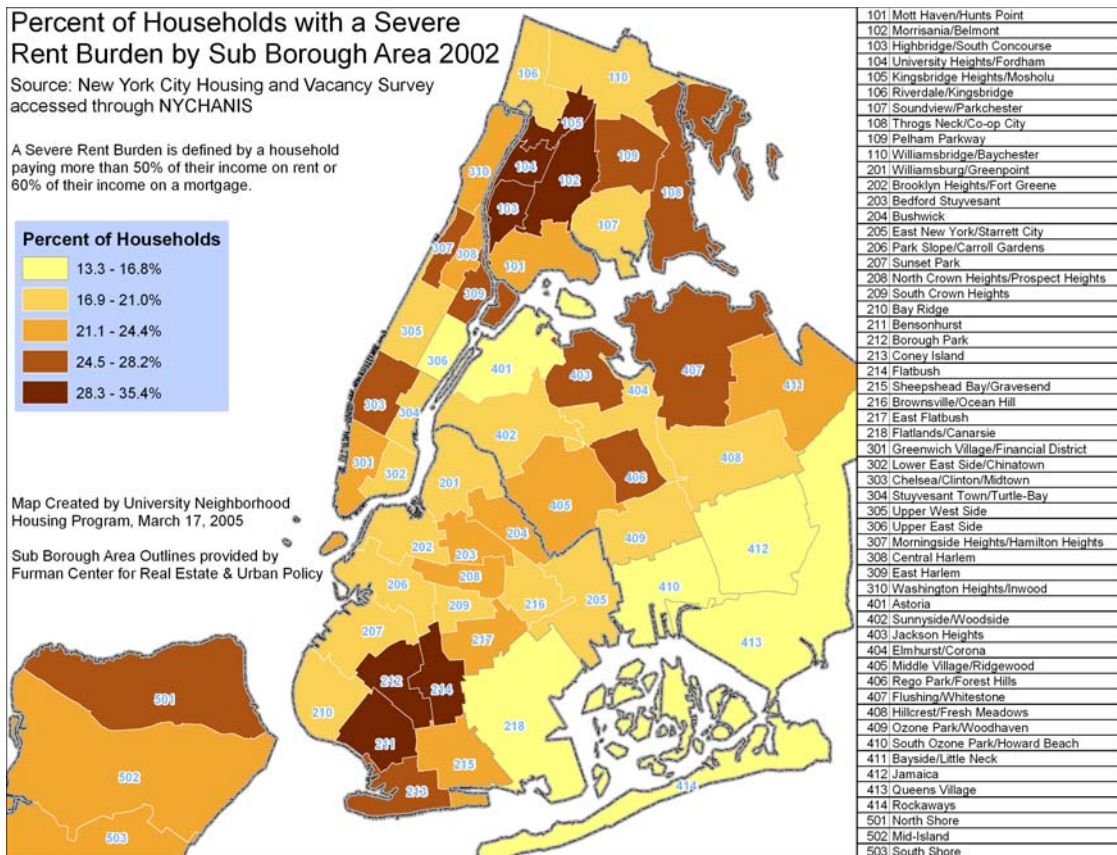 Percent of Households with a Severe
Rent Burden by Sub Borough Area 2002
Source: New York City Housing and Vacancy Survey
accessed through NYCHANIS
A Severe Rent Burden is defined by a household
paying more than 50% of their income on rent or
60% of their income on a mortgage.
Percent of Households
13.3 - 16.8%
16.9 - 21.0%
21.1 - 24.4%
24.5 - 28.2%
28.3 - 35.4%
Map Created by University Neighborhood
Housing Program, March 17, 2005
Sub Borough Area Outlines provided by
Furman Center for Real Estate & Urban Policy
106
110
105
310
104
109
102
108
103
107
307
308
101
309
305
306
401
403
407
411
303
404
304
402
408
301
406
302
201
405
204
202
203
409
412
208
206
209
216
205
410
207
217
413
212
214
210
218
211
215
213
414
501
502
503
101 Mott Haven/Hunts Point
102 Morrisania/Belmont
103 Highbridge/South Concourse
104 University Heights/Fordham
105 Kingsbridge Heights/Mosholu
106 Riverdale/Kingsbridge
107 Soundview/Parkchester
108 Throgs Neck/Co-op City
109 Pelham Parkway
110 Williamsbridge/Baychester
201 Williamsburg/Greenpoint
202 Brooklyn Heights/Fort Greene
203 Bedford Stuyvesant
204 Bushwick
205 East New York/Starrett City
206 Park Slope/Carroll Gardens
207 Sunset Park
208 North Crown Heights/Prospect Heights
209 South Crown Heights
210 Bay Ridge
211 Bensonhurst
212 Borough Park
213 Coney Island
214 Flatbush
215 Sheepshead Bay/Gravesend
216 Brownsville/Ocean Hill
217 East Flatbush
218 Flatlands/Canarsie
301 Greenwich Village/Financial District
302 Lower East Side/Chinatown
303 Chelsea/Clinton/Midtown
304 Stuyvesant Town/Turtle-Bay
305 Upper West Side
306 Upper East Side
307 Morningside Heights/Hamilton Heights
308 Central Harlem
309 East Harlem
310 Washington Heights/Inwood
401 Astoria
402 Sunnyside/Woodside
403 Jackson Heights
404 Elmhurst/Corona
405 Middle Village/Ridgewood
406 Rego Park/Forest Hills
407 Flushing/Whitestone
408 Hillcrest/Fresh Meadows
409 Ozone Park/Woodhaven
410 South Ozone Park/Howard Beach
411 Bayside/Little Neck
412 Jamaica
413 Queens Village
414 Rockaways
501 North Shore
502 Mid-Island
503 South Shore